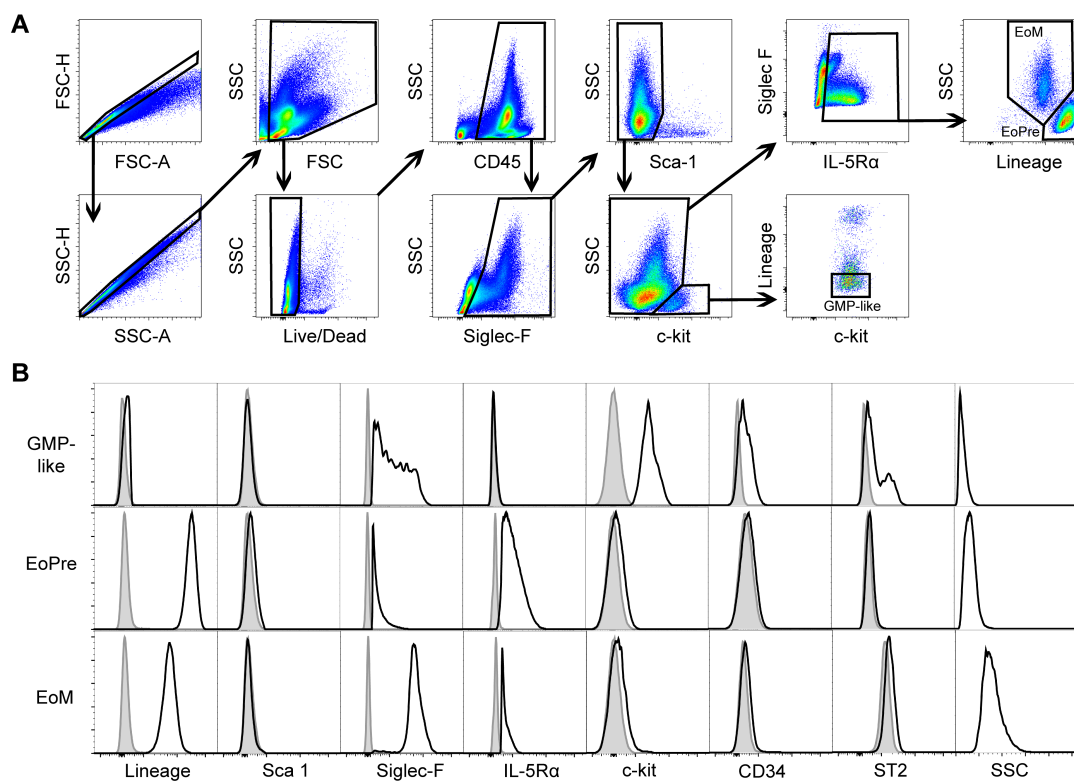 A
FSC-H
FSC-A
SSC
FSC
SSC
CD45
SSC
Sca-1
Siglec F
IL-5Rα
SSC
EoM
EoPre
Lineage
SSC-H
SSC-A
SSC
Live/Dead
SSC
Siglec-F
SSC
c-kit
Lineage
GMP-like
c-kit
B
GMP-
like
EoPre
EoM
Lineage Sca 1 Siglec-F IL-5Rα c-kit CD34 ST2 SSC